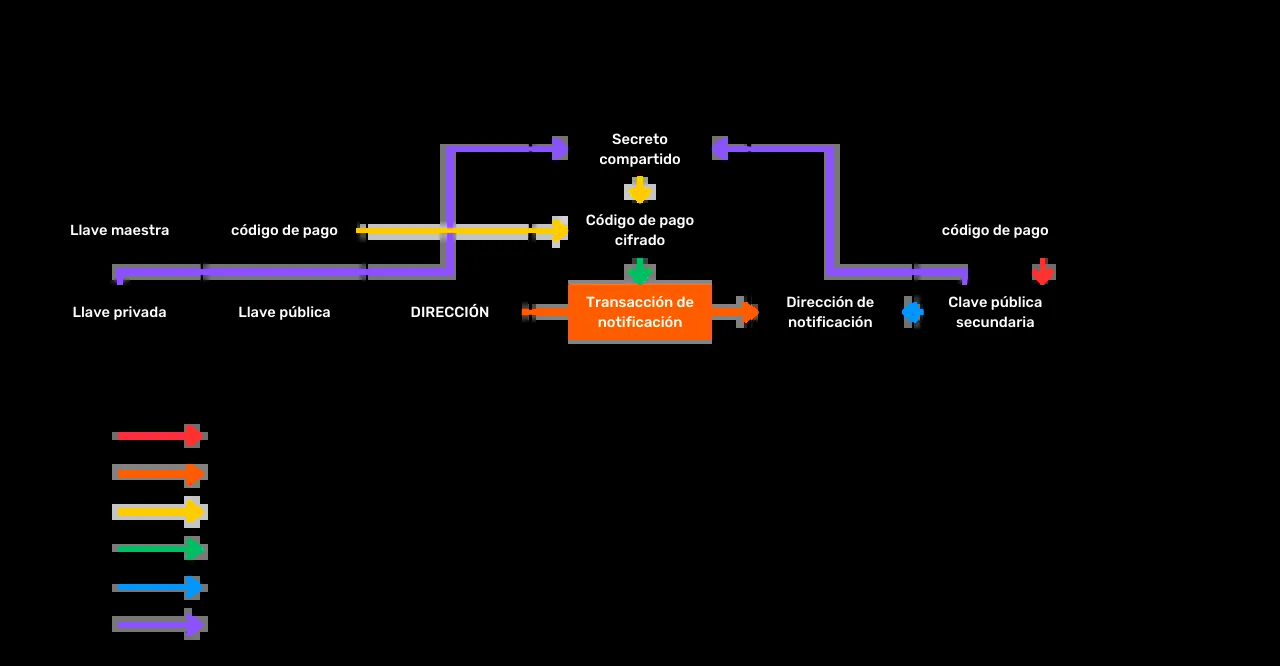 Secreto
compartido
Llave maestra
código de pago
Código de pago
cifrado
código de pago
Llave privada
Llave pública
DIRECCIÓN
Transacción de
notificación
Dirección de
notificación
Clave pública
secundaria